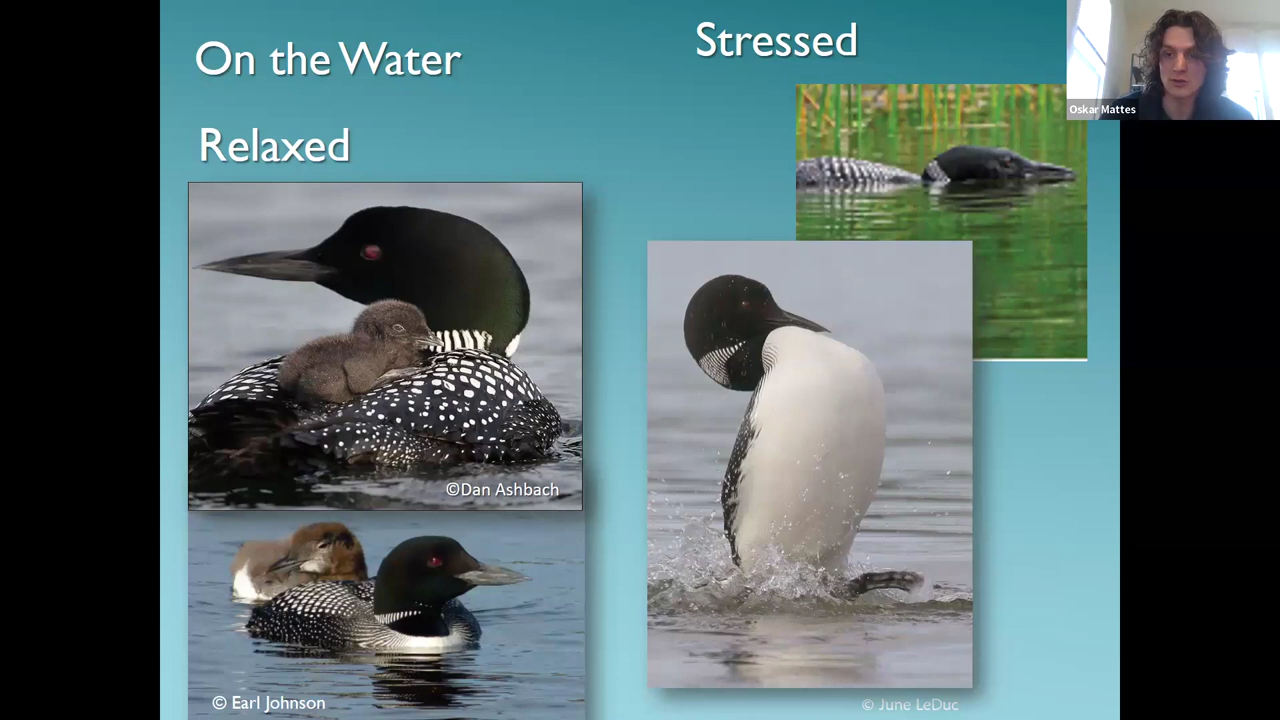 On the Water
Stressed
Relaxed
Oskar Mattes
©Dan Ashbach
© Earl Johnson
© June LeDuc